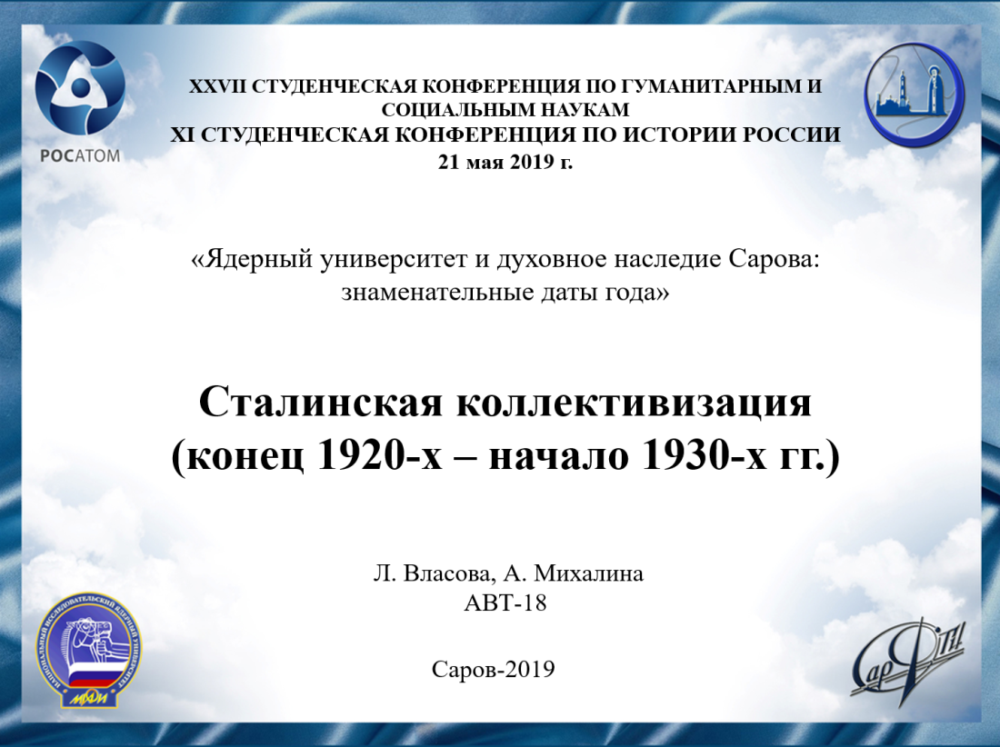 XXVII СТУДЕНЧЕСКАЯ КОНФЕРЕНЦИЯ ПО ГУМАНИТАРНЫМ И
СОЦИАЛЬНЫМ НАУКАМ
XI СТУДЕНЧЕСКАЯ КОНФЕРЕНЦИЯ ПО ИСТОРИИ РОССИИ
21 мая 2019 г.
РОСАТОМ
«Ядерный университет и духовное наследие Сарова:
знаменательные даты года»
Сталинская коллективизация
(конец 1920-х – начало 1930-х гг.)
Л. Власова, А. Михалина
АВТ-18
Саров-2019
НАЦИОНАЛЬНЫЙ ИССЛЕДОВАТЕЛЬСКИЙ ЯДЕРНЫЙ УНИВЕРСИТЕТ
МИФИ
СарФТИ